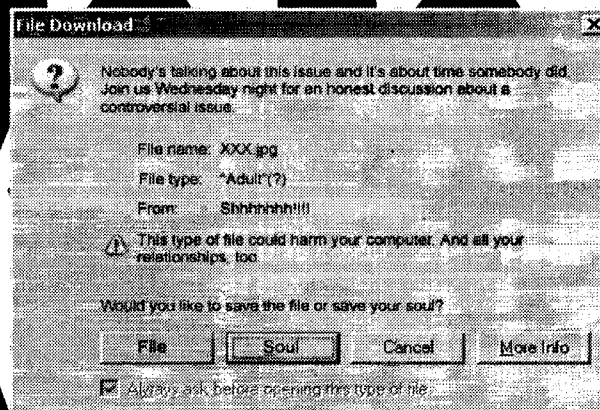 File Download
Nobody's talking about this issue and it's about time somebody did.
Join us Wednesday night for an honest discussion about a
controversial issue.
File name: XXX.jpg
File type: "Adult"(?)
From: Shhhhhhh!!!!
This type of file could harm your computer. And all your
relationships, too.
Would you like to save the file or save your soul?
File Soul Cancel More Info
Always ask before opening this type of file